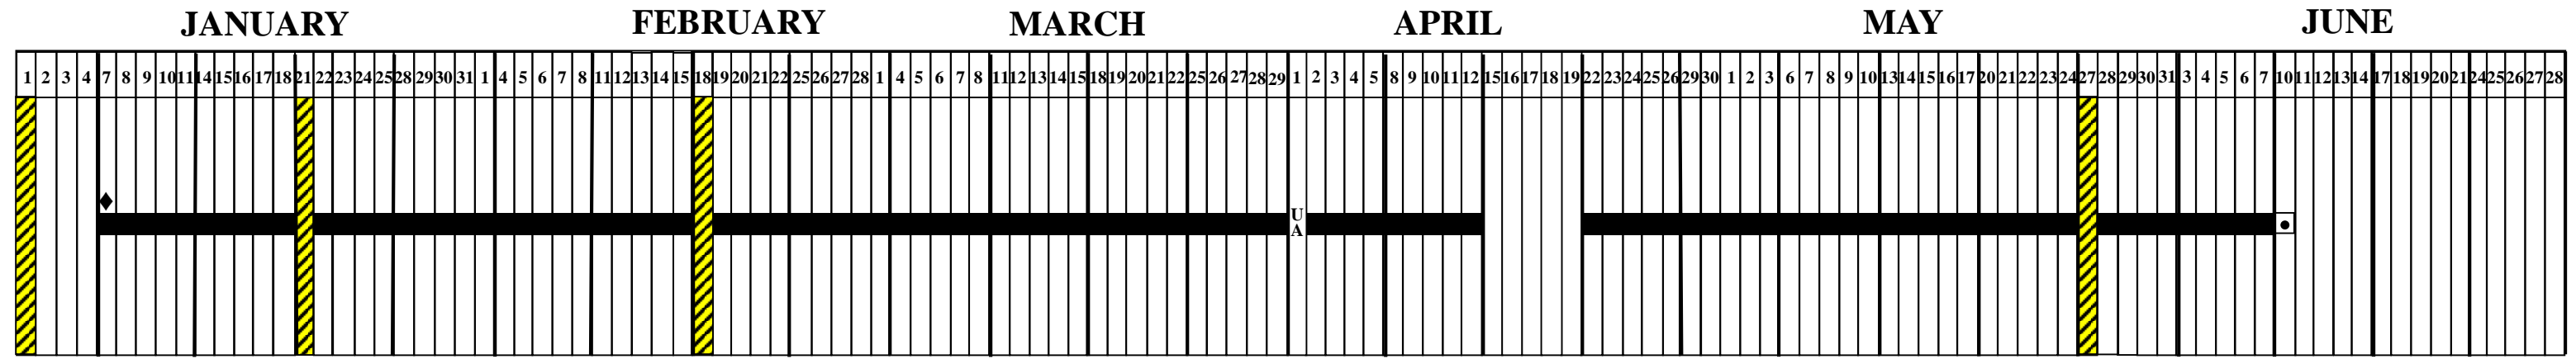 JANUARY FEBRUARY MARCH APRIL MAY JUNE
1 2 3 4 7 8 9 10 11 14 15 16 17 18 21 22 23 24 25 28 29 30 31 1 4 5 6 7 8 11 12 13 14 15 18 19 20 21 22 25 26 27 28 1 4 5 6 7 8 11 12 13 14 15 18 19 20 21 22 25 26 27 28 29 1 2 3 4 5 8 9 10 11 12 15 16 17 18 19 22 23 24 25 26 29 30 1 2 3 6 7 8 9 10 13 14 15 16 17 20 21 22 23 24 27 28 29 30 31 3 4 5 6 7 10 11 12 13 14 17 18 19 20 21 24 25 26 27 28
U
A